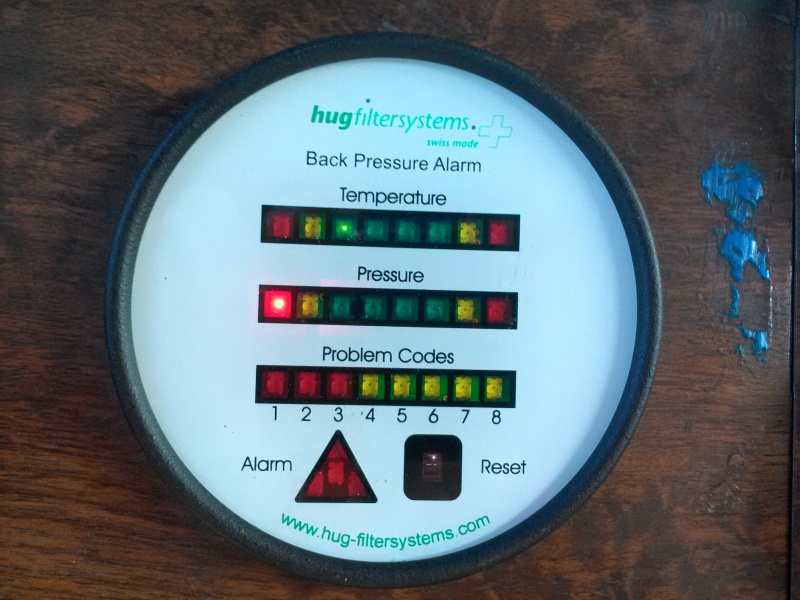 hugfiltersystems.
swiss made
Back Pressure Alarm
Temperature
Pressure
Problem Codes
1 2 3 4 5 6 7 8
Alarm Reset
www.hug-filtersystems.com